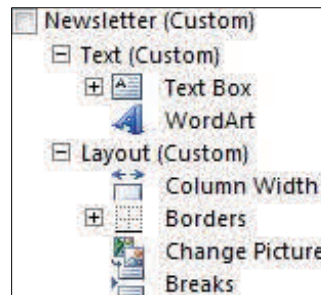 Newsletter (Custom)
Text (Custom)
Text Box
WordArt
Layout (Custom)
Column Width
Borders
Change Picture
Breaks